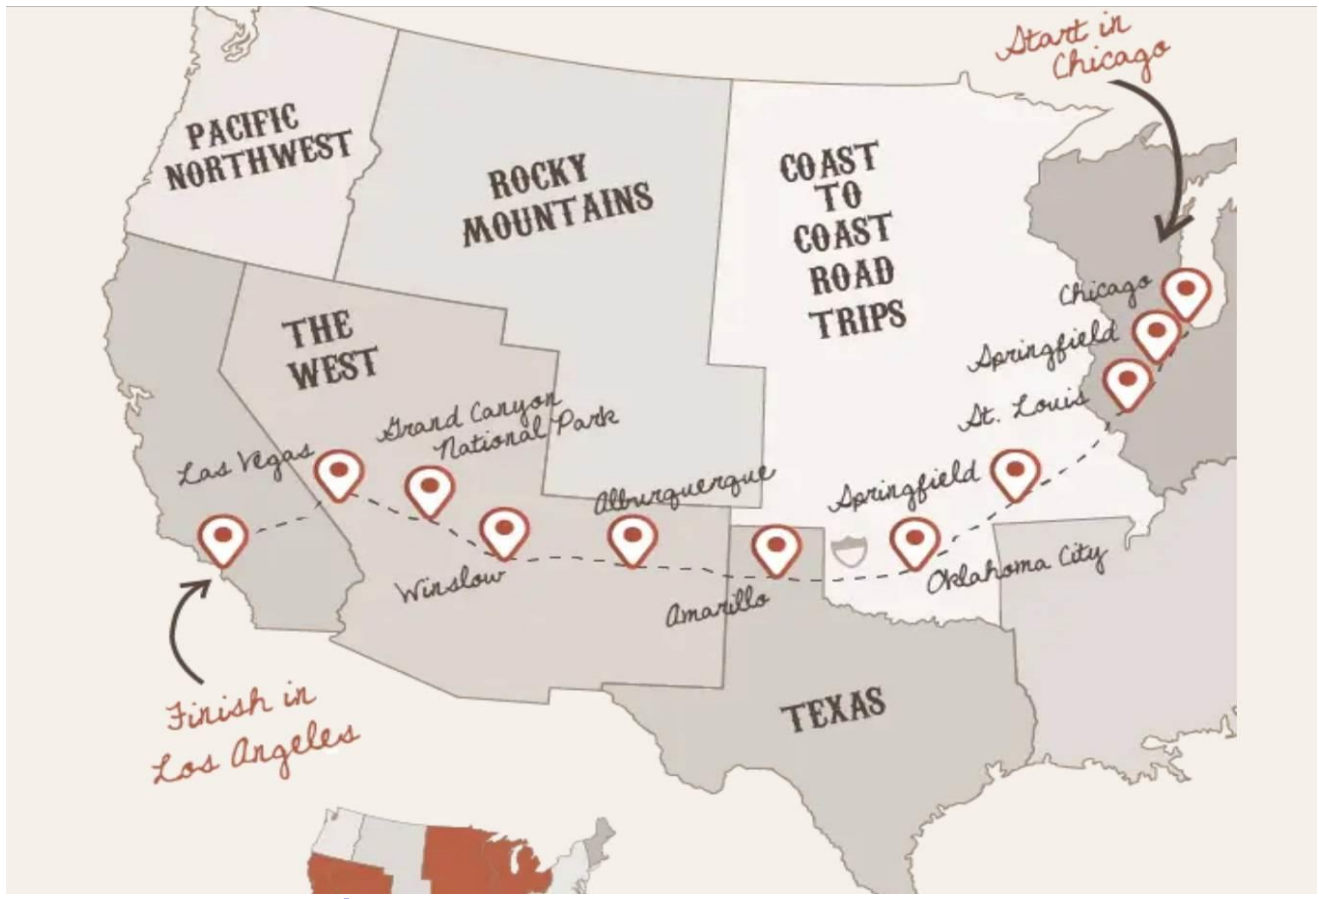 Start in
Chicago
PACIFIC
NORTHWEST
ROCKY
MOUNTAINS
COAST
TO
COAST
ROAD
TRIPS
Chicago
Springfield
St. Louis
THE
WEST
Grand Canyon
National Park
Las Vegas
Alburquerque
Springfield
Winslow
Amarillo
Oklahoma City
Finish in
Los Angeles
TEXAS